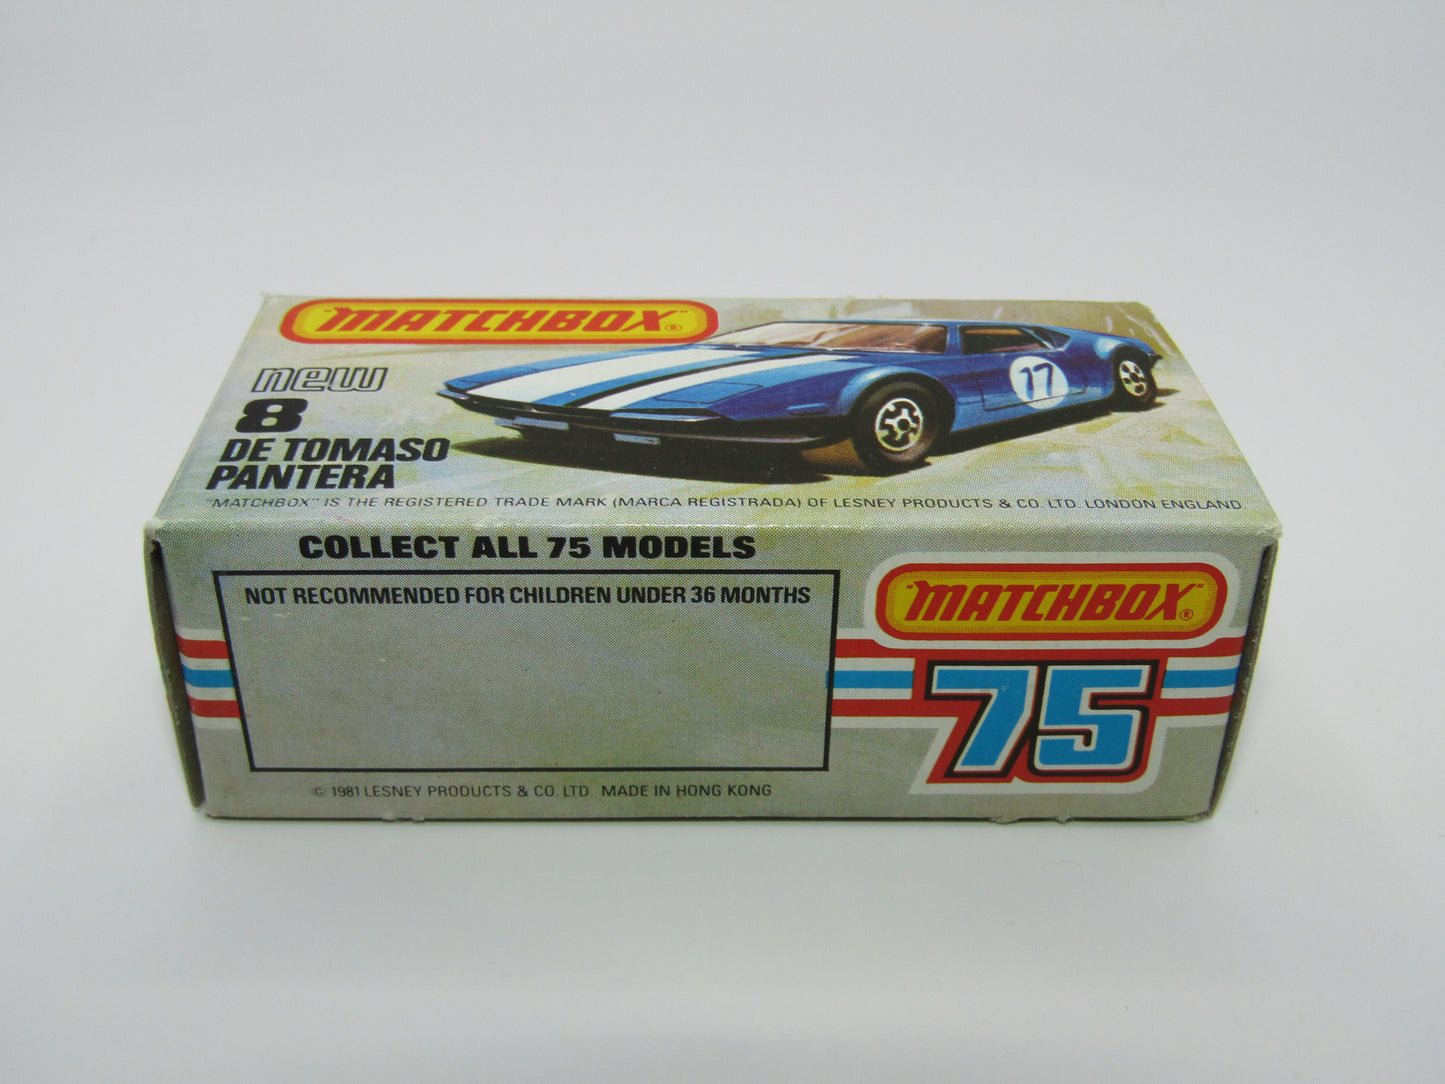 "MATCHBOX"®
new
8
DE TOMASO
PANTERA
17
"MATCHBOX" IS THE REGISTERED TRADE MARK (MARCA REGISTRADA) OF LESNEY PRODUCTS & CO. LTD. LONDON ENGLAND.
COLLECT ALL 75 MODELS
NOT RECOMMENDED FOR CHILDREN UNDER 36 MONTHS
"MATCHBOX"®
75
© 1981 LESNEY PRODUCTS & CO. LTD. MADE IN HONG KONG